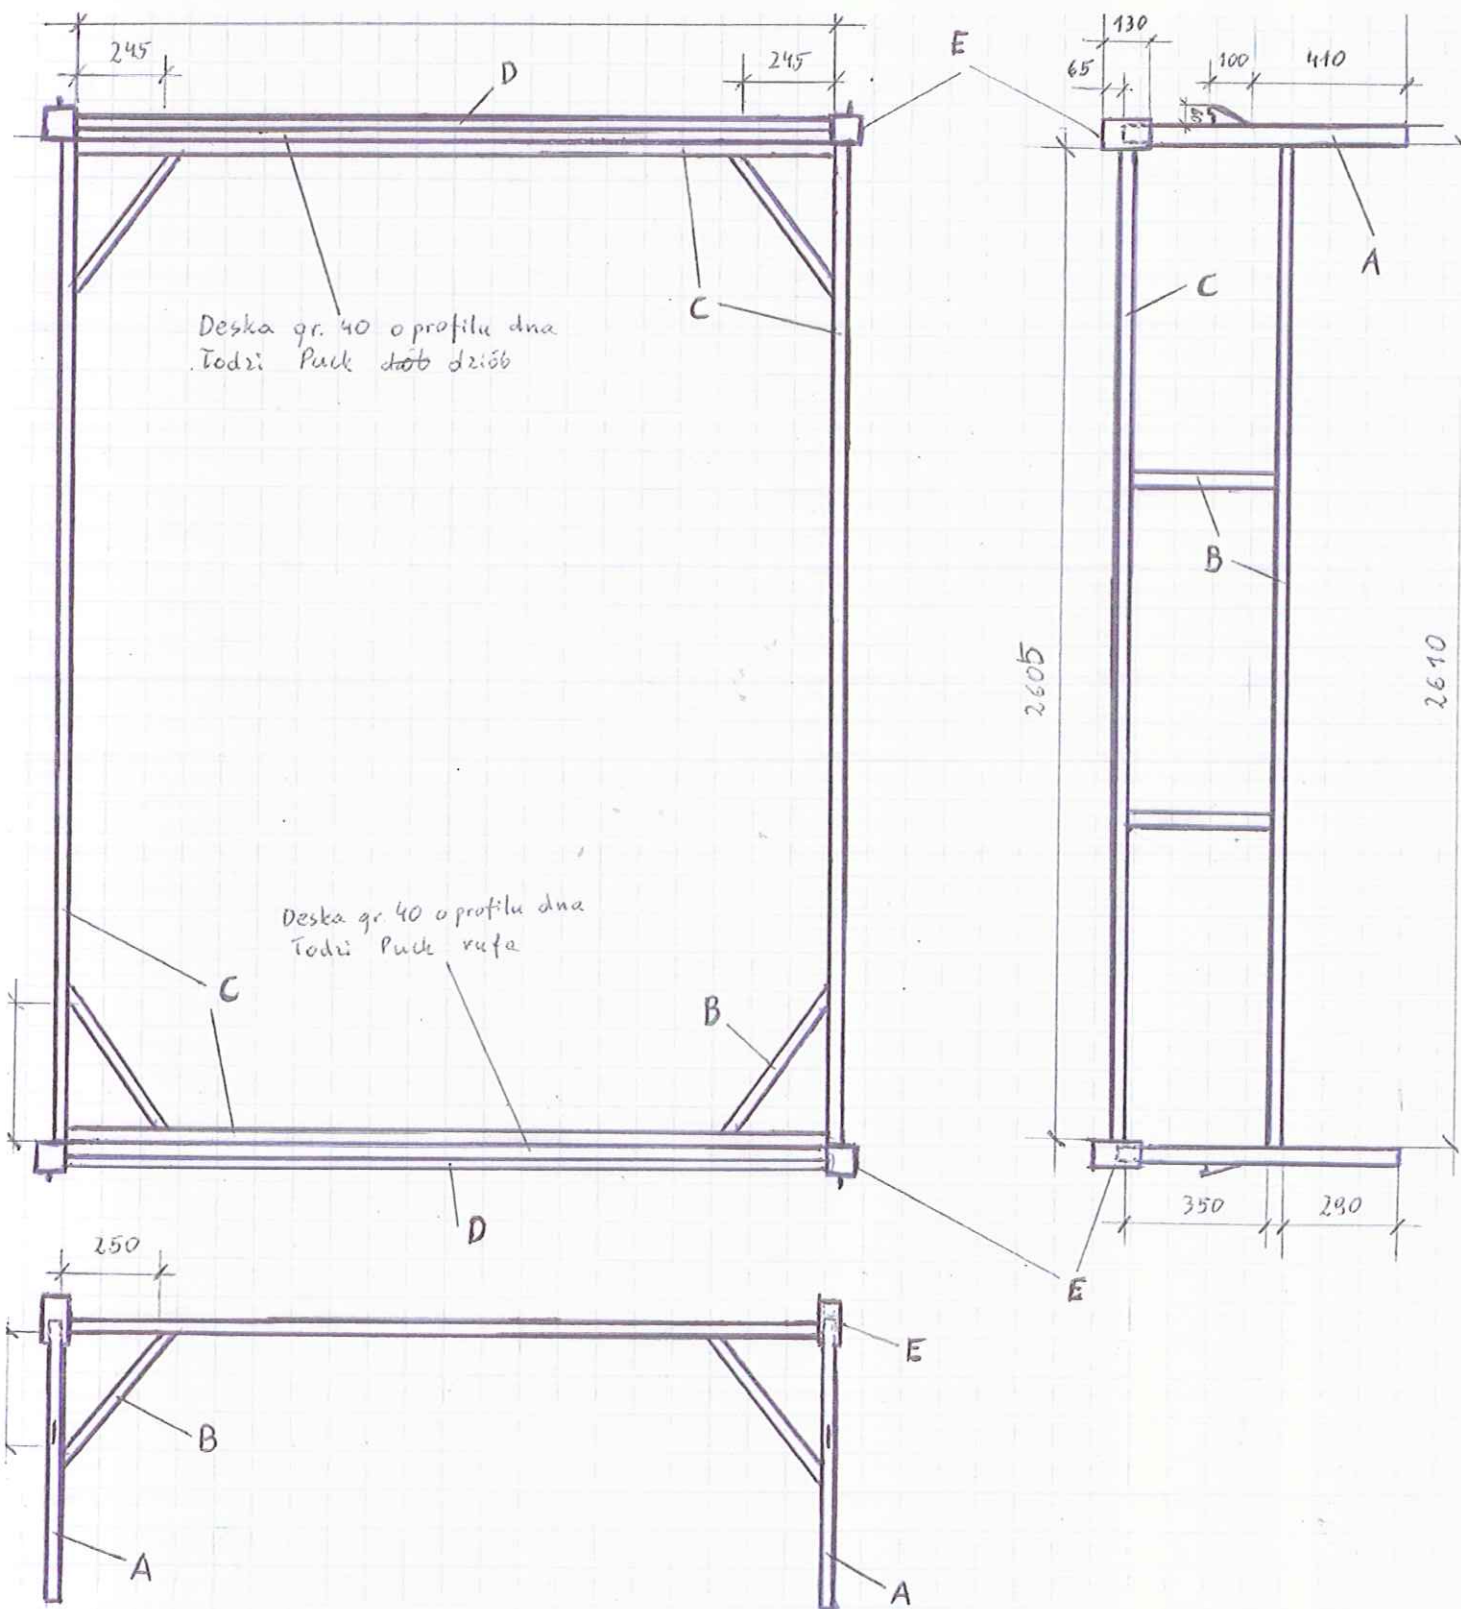 245
D
245
E
130
65
100
410
A
C
C
Deska gr. 40 o profilu dna
Łodzi Puck dziób
B
2605
2610
Deska gr. 40 o profilu dna
Łodzi Puck rufa
C
B
D
350
290
E
250
E
B
A
A